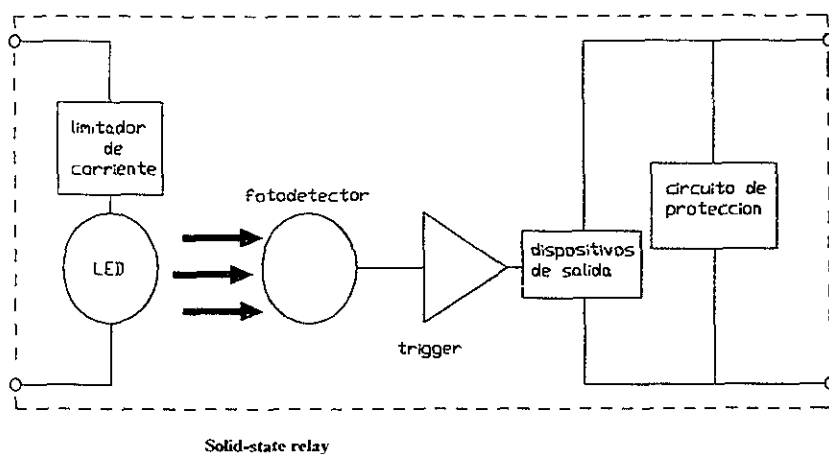 limitador
de
corriente
LED
fotodetector
trigger
dispositivos
de salida
circuito de
proteccion
Solid-state relay